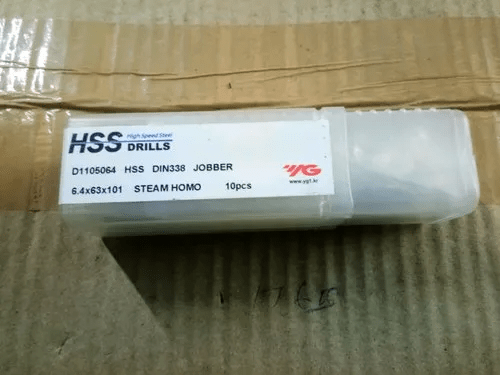 HSS High Speed Steel
DRILLS
D1105064 HSS DIN338 JOBBER
6.4x63x101 STEAM HOMO 10pcs
YG
www.yg1.kr